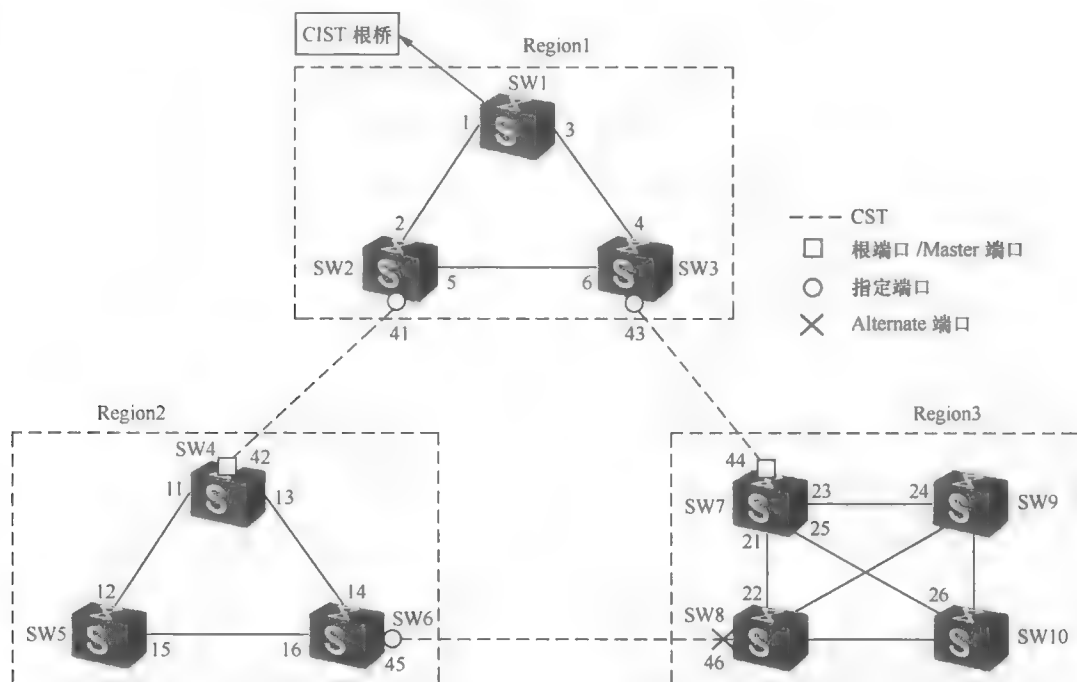 CIST 根桥
Region1
SW1
1
3
2
4
SW2
5
6
SW3
41
43
CST
根端口 /Master 端口
指定端口
Alternate 端口
Region2
Region3
SW4
42
11
13
12
14
SW5
15
16
SW6
45
44
SW7
23
24
SW9
25
21
22
26
SW8
46
SW10